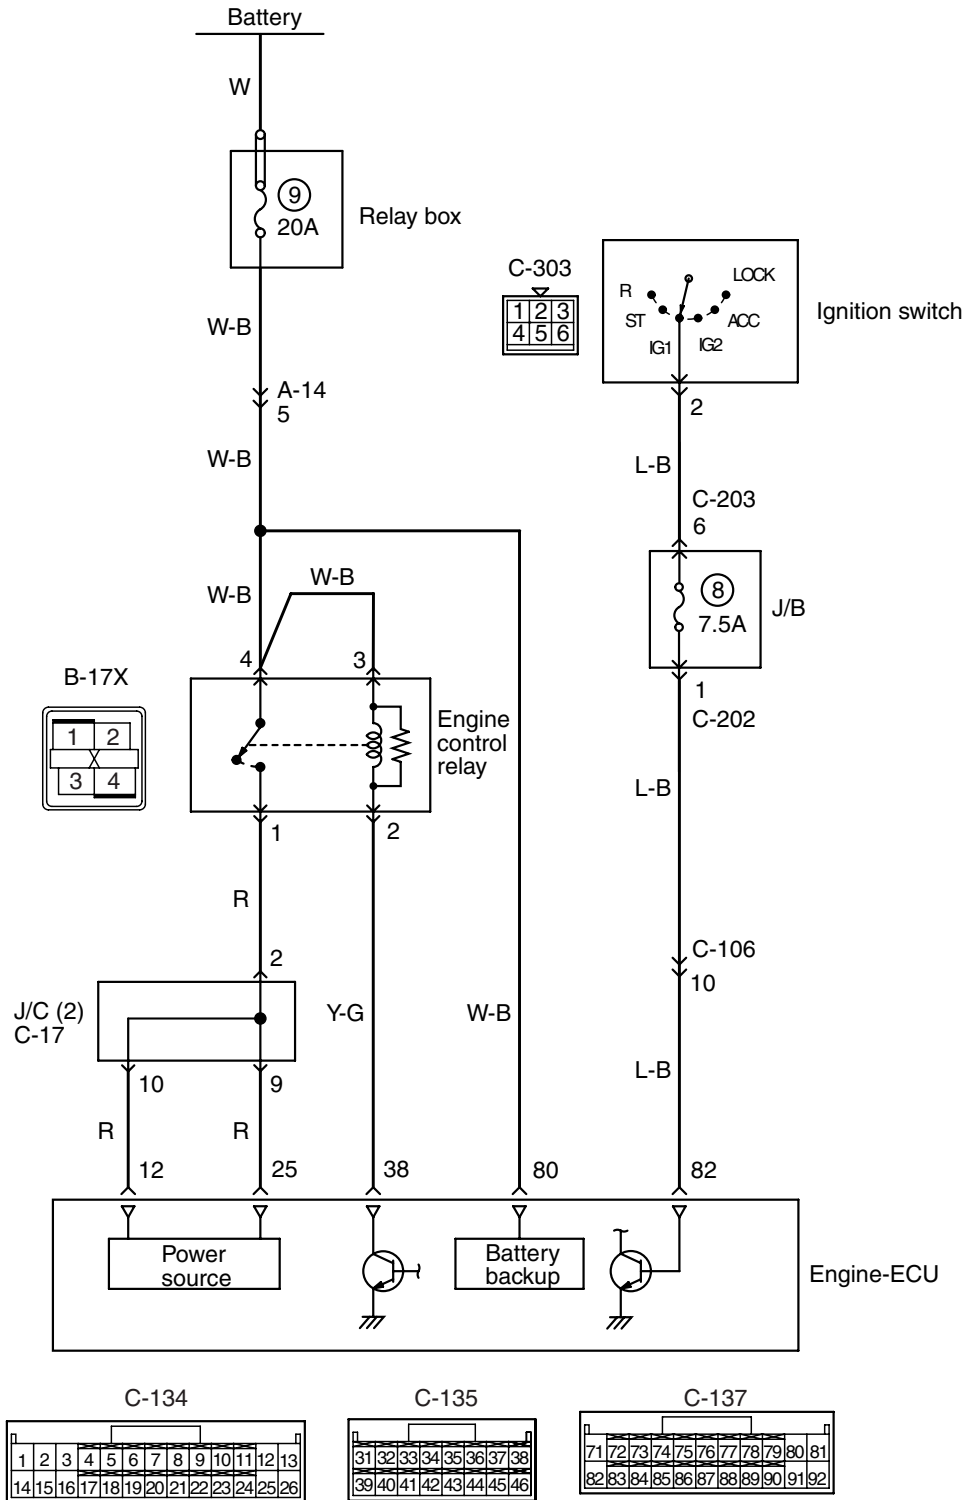 Battery
W
9
20A
Relay box
W-B
A-14
5
W-B
C-303
1 2 3
4 5 6
R
ST
IG1
IG2
ACC
LOCK
Ignition switch
2
L-B
C-203
6
8
7.5A
J/B
1
C-202
L-B
W-B
W-B
4
3
B-17X
1 2
3 4
Engine
control
relay
1
2
R
2
J/C (2)
C-17
10
9
Y-G
W-B
C-106
10
L-B
R
R
12
25
38
80
82
Power
source
Battery
backup
Engine-ECU
C-134
1 2 3 4 5 6 7 8 9 10 11 12 13
14 15 16 17 18 19 20 21 22 23 24 25 26
C-135
31 32 33 34 35 36 37 38
39 40 41 42 43 44 45 46
C-137
71 72 73 74 75 76 77 78 79 80 81
82 83 84 85 86 87 88 89 90 91 92